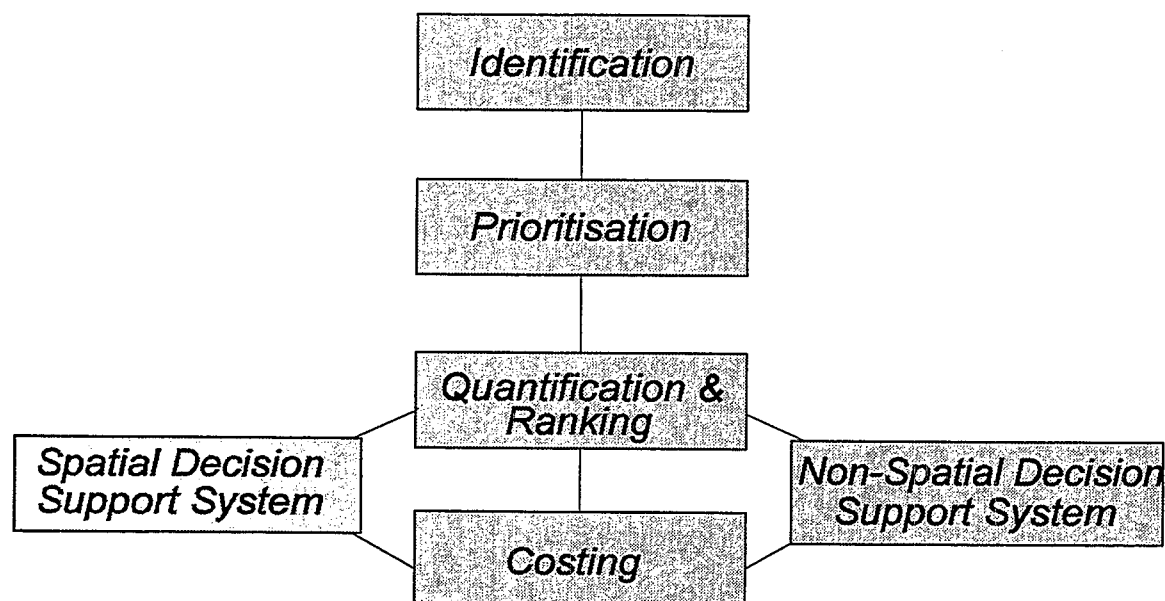 Identification
Prioritisation
Quantification &
Ranking
Spatial Decision
Support System
Non-Spatial Decision
Support System
Costing